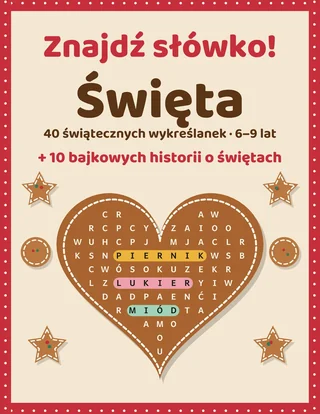 Znajdź słówko!
Święta
40 świątecznych wykreślanek · 6–9 lat
+ 10 bajkowych historii o świętach
C R A W
R C P C Y Z A I O O
W U H C P J J M J A C L R
K S N P I E R N I K W S B
C W Ó S O K U Z E K R
Z Z L U K I E R Y I W
D A D P A E N Ć I
R M I Ó D T A
A M O
O
U